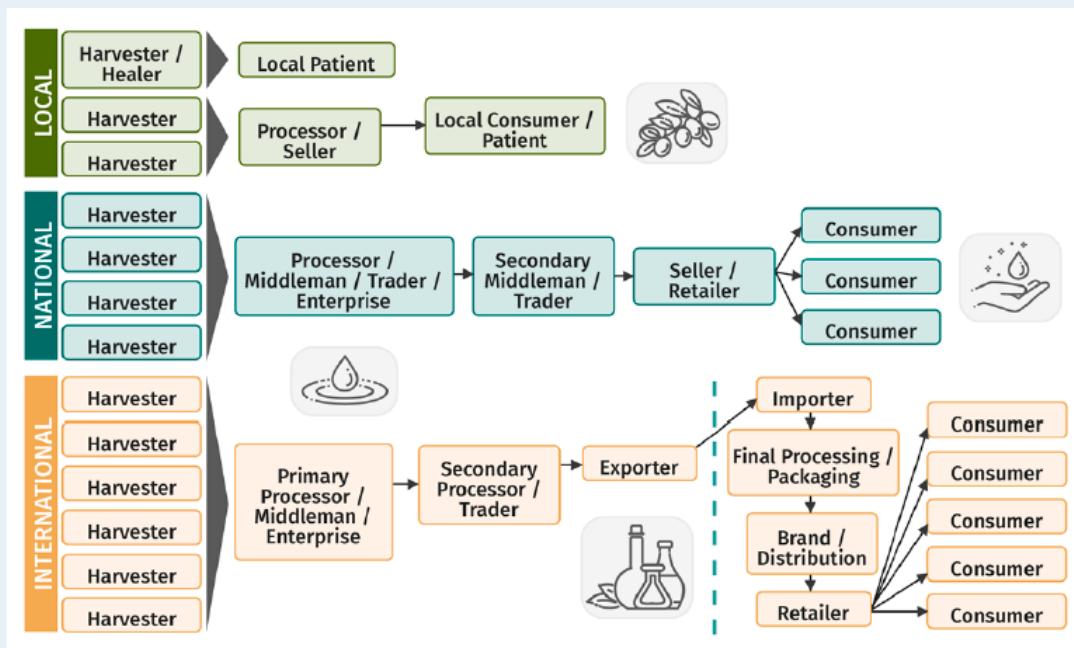 LOCAL
Harvester /
Healer
Local Patient
Harvester
Harvester
Processor /
Seller
Local Consumer /
Patient
NATIONAL
Harvester
Harvester
Harvester
Harvester
Processor /
Middleman / Trader /
Enterprise
Secondary
Middleman /
Trader
Seller /
Retailer
Consumer
Consumer
Consumer
INTERNATIONAL
Harvester
Harvester
Harvester
Harvester
Harvester
Harvester
Primary
Processor /
Middleman /
Enterprise
Secondary
Processor /
Trader
Exporter
Importer
Final Processing /
Packaging
Brand /
Distribution
Retailer
Consumer
Consumer
Consumer
Consumer
Consumer